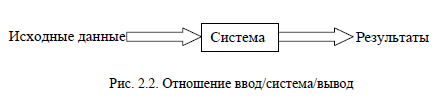 Исходные данные Система Результаты
Рис. 2.2. Отношение ввод/система/вывод